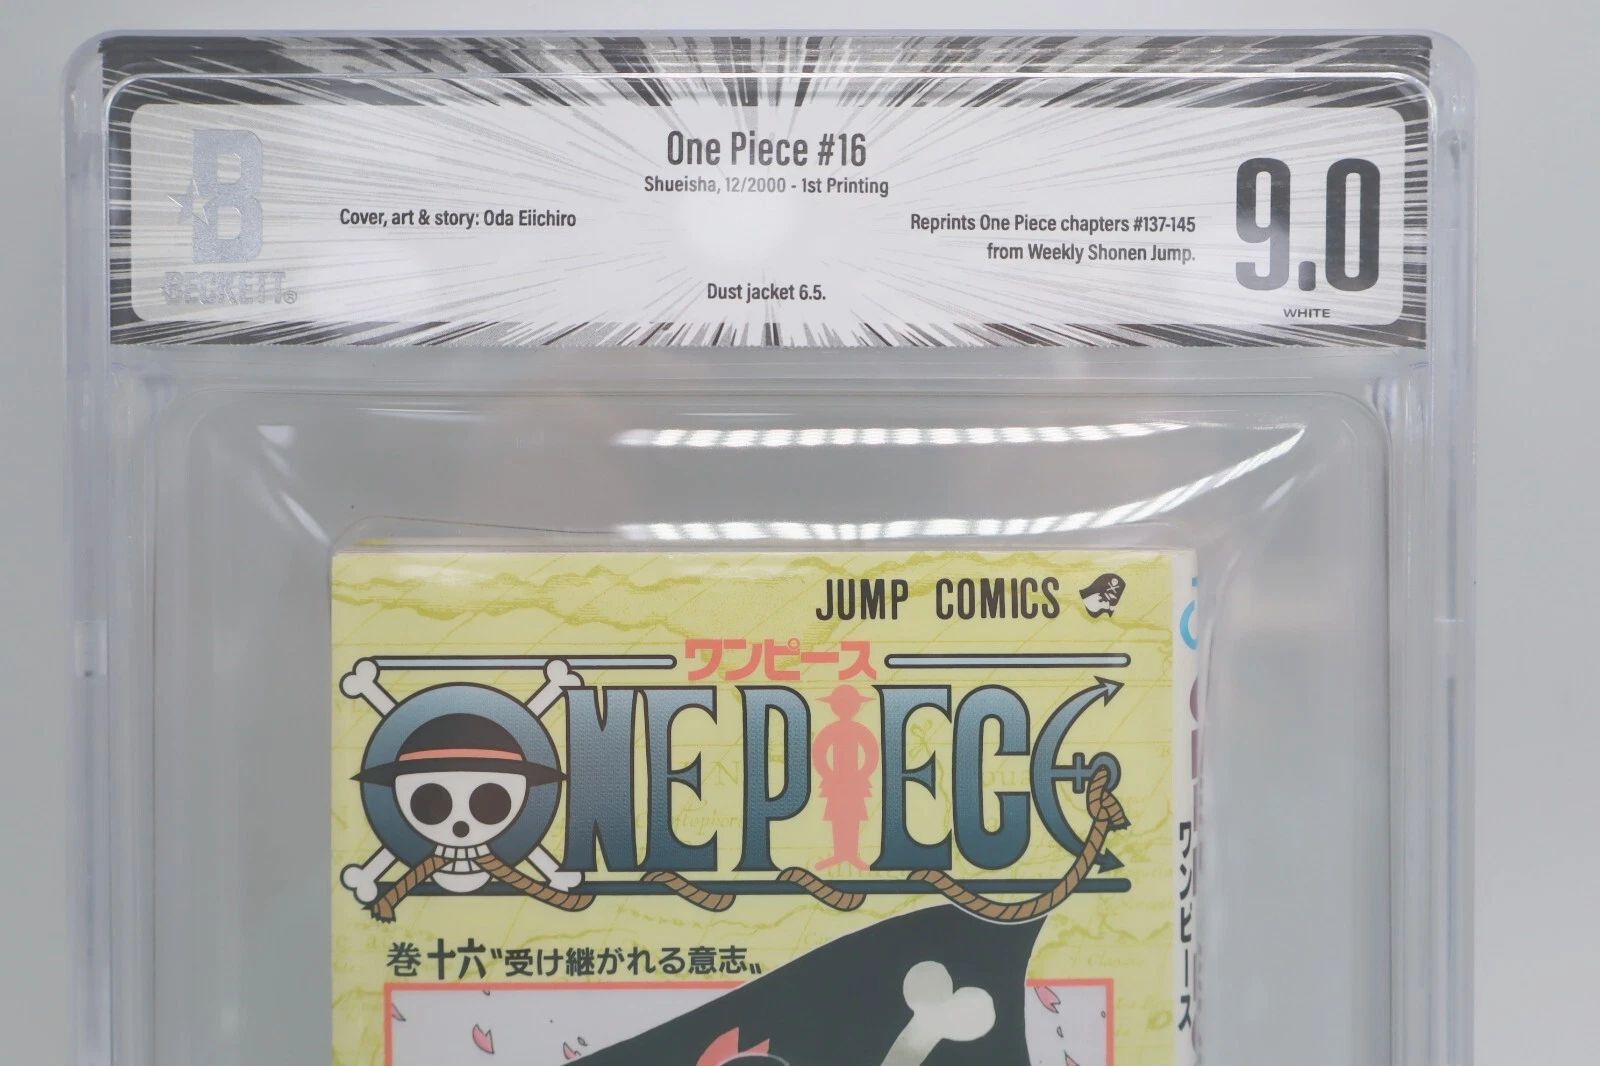 One Piece #16
Shueisha, 12/2000 - 1st Printing
Cover, art & story: Oda Eiichiro
Reprints One Piece chapters #137-145
from Weekly Shonen Jump.
Dust jacket 6.5.
B
BECKETT®
9.0
WHITE
JUMP COMICS
ワンピース
ONE PIECE
巻十六〝受け継がれる意志〟
ワンピース